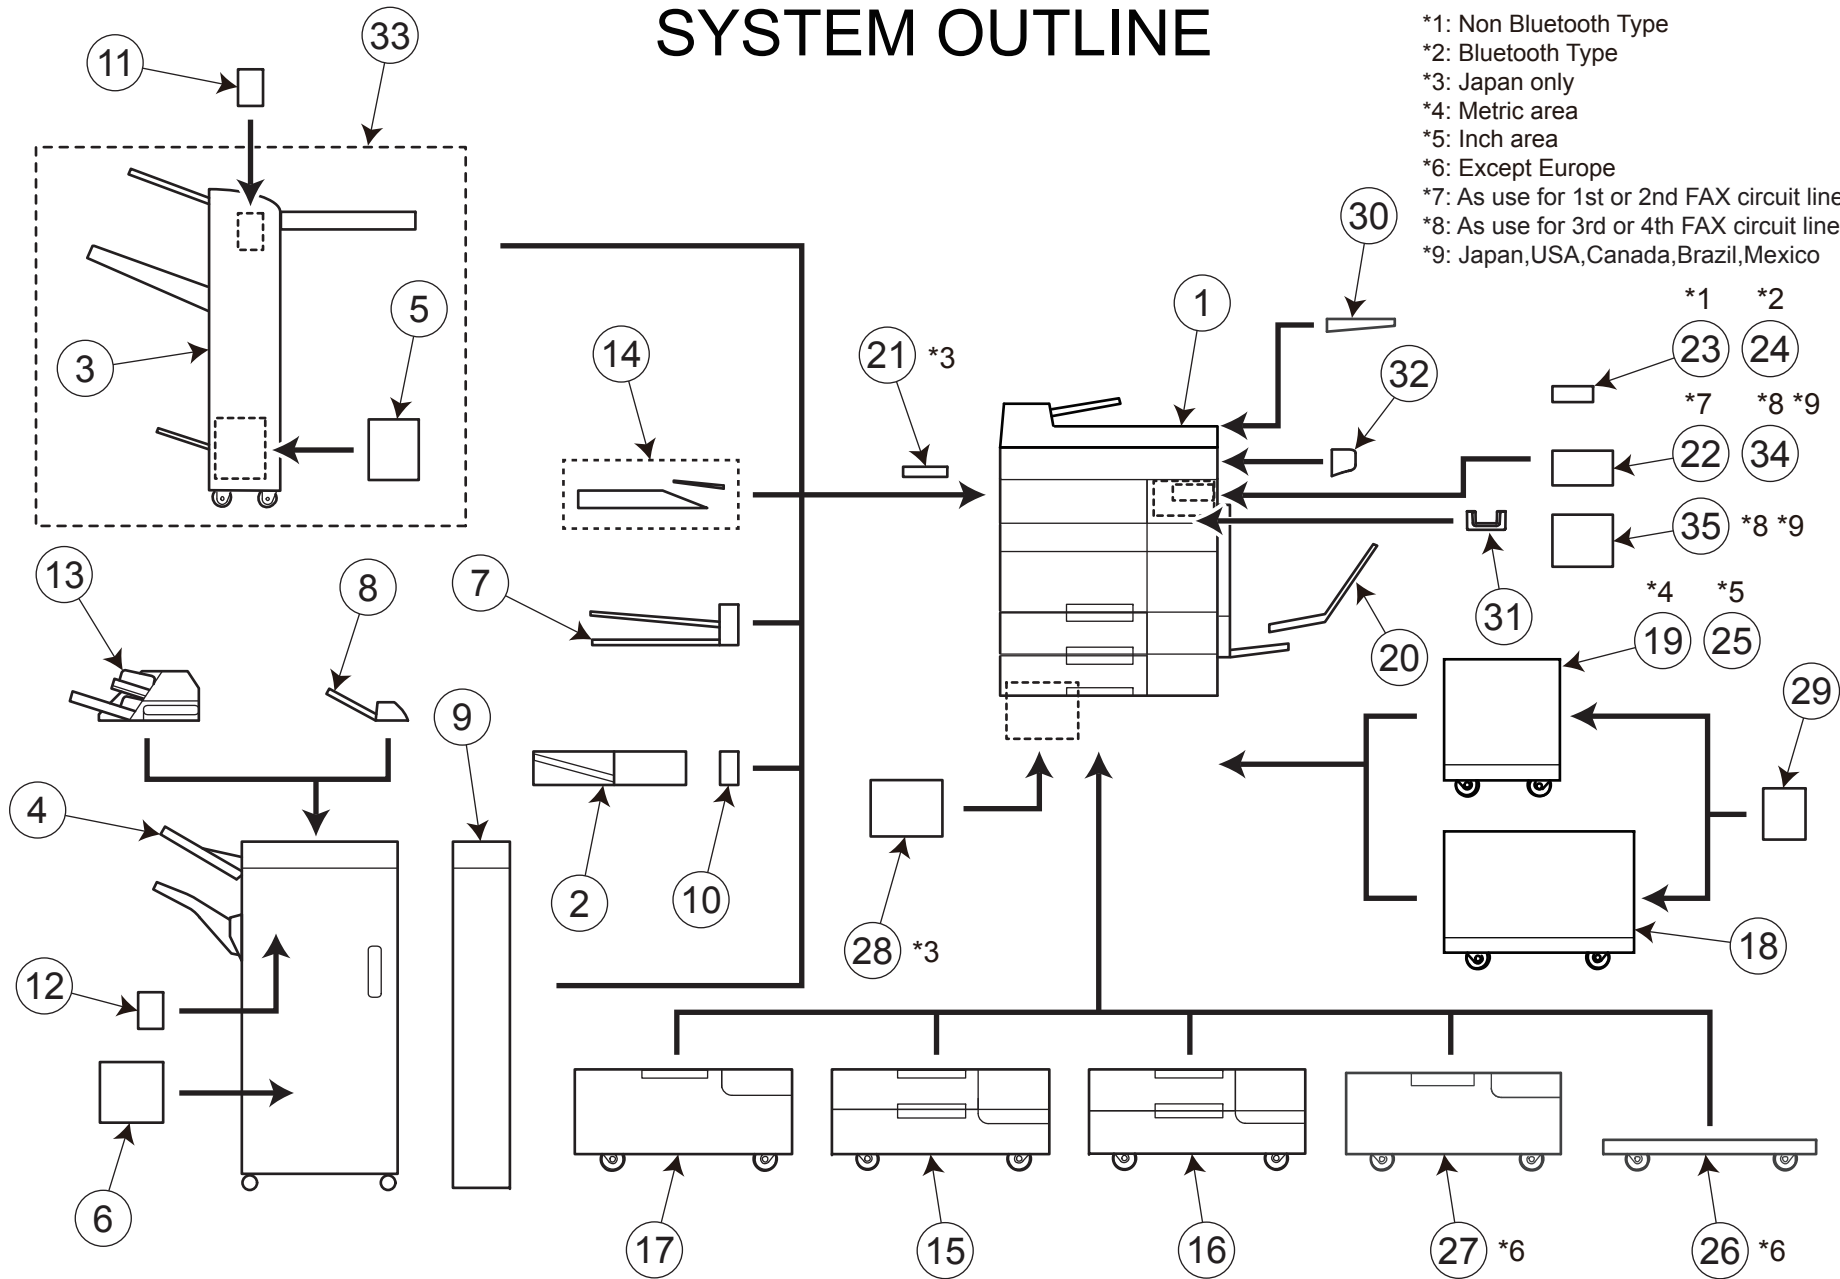 SYSTEM OUTLINE
*1: Non Bluetooth Type
*2: Bluetooth Type
*3: Japan only
*4: Metric area
*5: Inch area
*6: Except Europe
*7: As use for 1st or 2nd FAX circuit line
*8: As use for 3rd or 4th FAX circuit line
*9: Japan,USA,Canada,Brazil,Mexico
33
11
30
*1 *2
1
5
14
21 *3
23 24
3
32
*7 *8 *9
22 34
35 *8 *9
13
8
7
31
*4 *5
20
19 25
29
9
4
2
10
28 *3
18
12
6
17
15
16
27 *6
26 *6